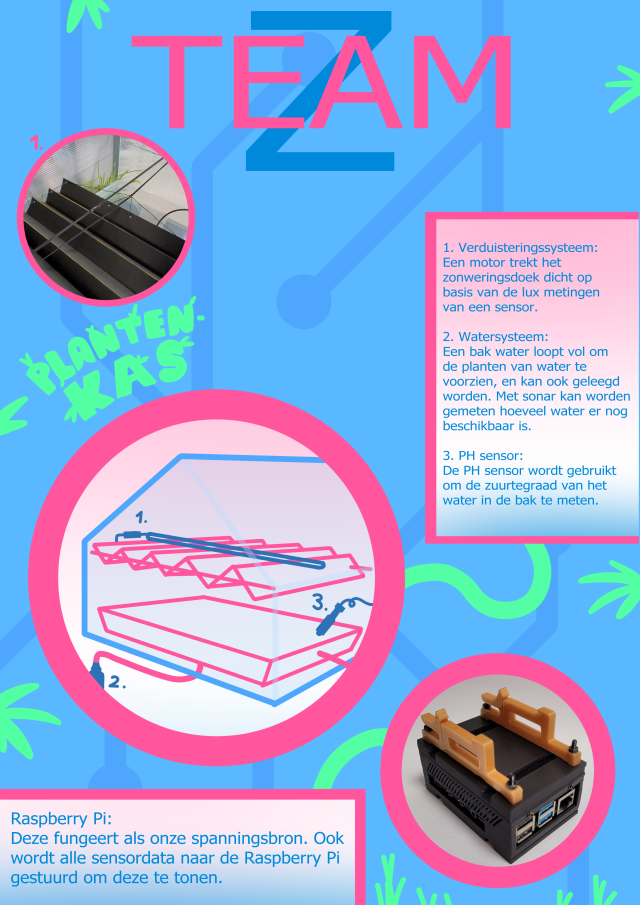 TEAM
Z
1.
PLANTEN-
KAS
1. Verduisteringssysteem:
Een motor trekt het
zonweringsdoek dicht op
basis van de lux metingen
van een sensor.
2. Watersysteem:
Een bak water loopt vol om
de planten van water te
voorzien, en kan ook geleegd
worden. Met sonar kan worden
gemeten hoeveel water er nog
beschikbaar is.
3. PH sensor:
De PH sensor wordt gebruikt
om de zuurtegraad van het
water in de bak te meten.
1.
3.
2.
Raspberry Pi:
Deze fungeert als onze spanningsbron. Ook
wordt alle sensordata naar de Raspberry Pi
gestuurd om deze te tonen.